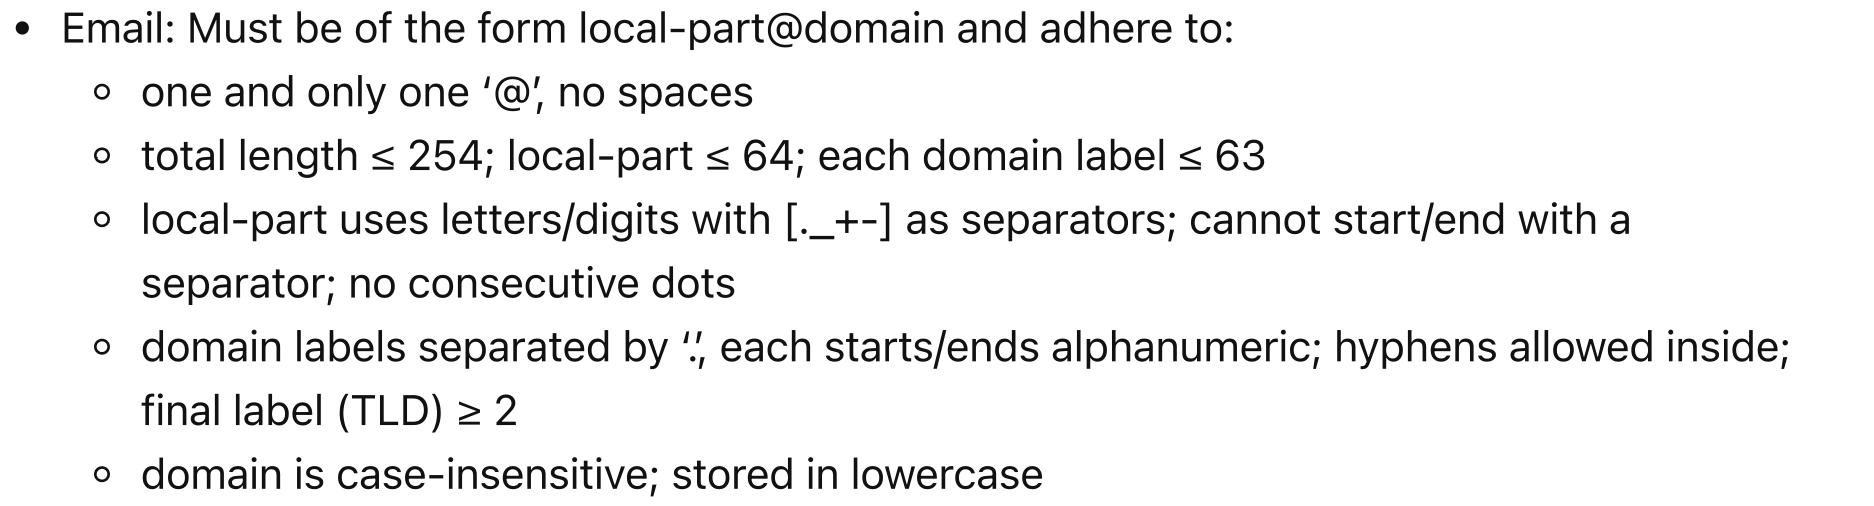 • Email: Must be of the form local-part@domain and adhere to:
◦ one and only one ‘@’, no spaces
◦ total length ≤ 254; local-part ≤ 64; each domain label ≤ 63
◦ local-part uses letters/digits with [._+-] as separators; cannot start/end with a
separator; no consecutive dots
◦ domain labels separated by ‘.’, each starts/ends alphanumeric; hyphens allowed inside;
final label (TLD) ≥ 2
◦ domain is case-insensitive; stored in lowercase